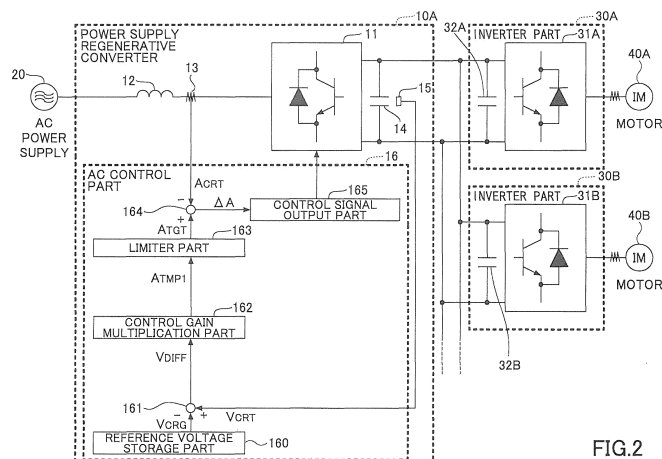 10A
POWER SUPPLY
REGENERATIVE
CONVERTER
11
20
12
13
AC
POWER
SUPPLY
14
15
16
AC CONTROL
PART
ACRT
−
164
+
ΔA
165
CONTROL SIGNAL
OUTPUT PART
ATGT
163
LIMITER PART
ATMP1
162
CONTROL GAIN
MULTIPLICATION PART
VDIFF
161
−
+
VCRT
VCRG
160
REFERENCE VOLTAGE
STORAGE PART
30A
INVERTER PART
31A
32A
40A
IM
MOTOR
30B
INVERTER PART
31B
40B
IM
MOTOR
32B
FIG.2